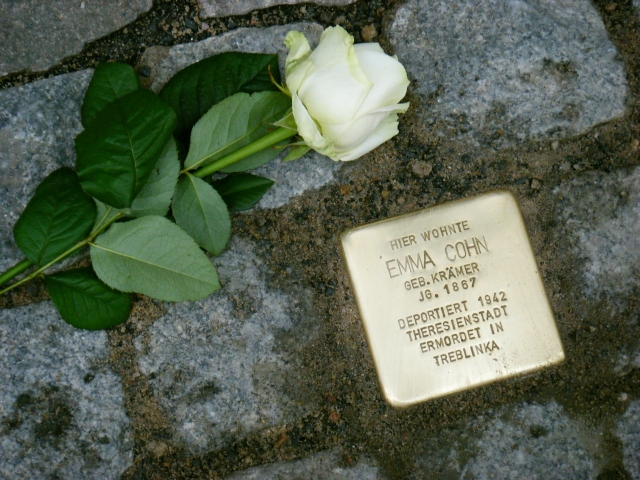 HIER WOHNTE
EMMA COHN
GEB. KRÄMER
JG. 1867
DEPORTIERT 1942
THERESIENSTADT
ERMORDET IN
TREBLINKA